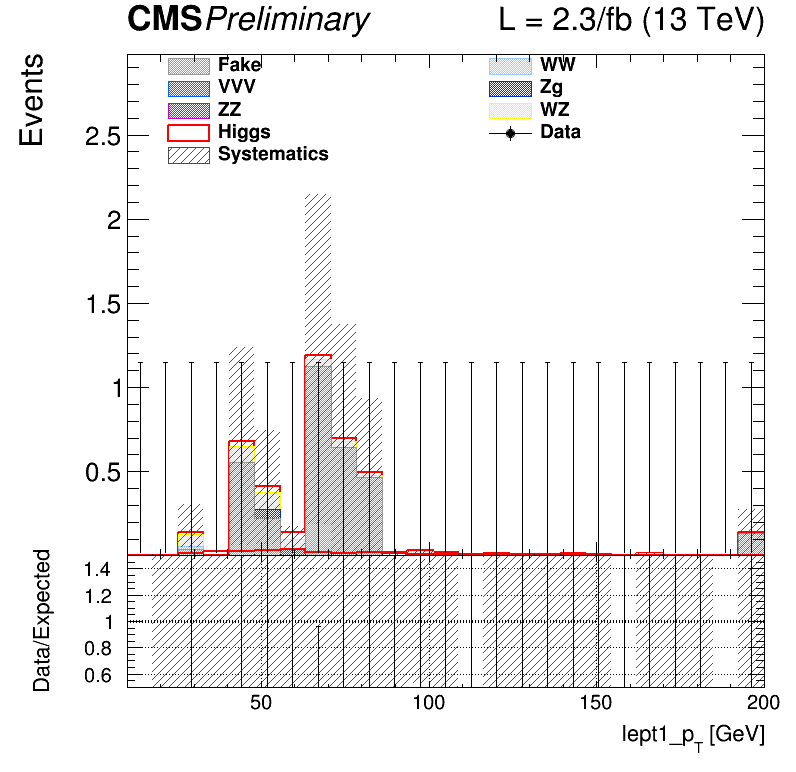 CMS Preliminary L = 2.3/fb (13 TeV)
Events
Fake WW
VVV Zg
ZZ WZ
Higgs Data
Systematics
2.5
2
1.5
1
0.5
Data/Expected
1.4
1.2
1
0.8
0.6
50 100 150 200
lept1_p_T [GeV]